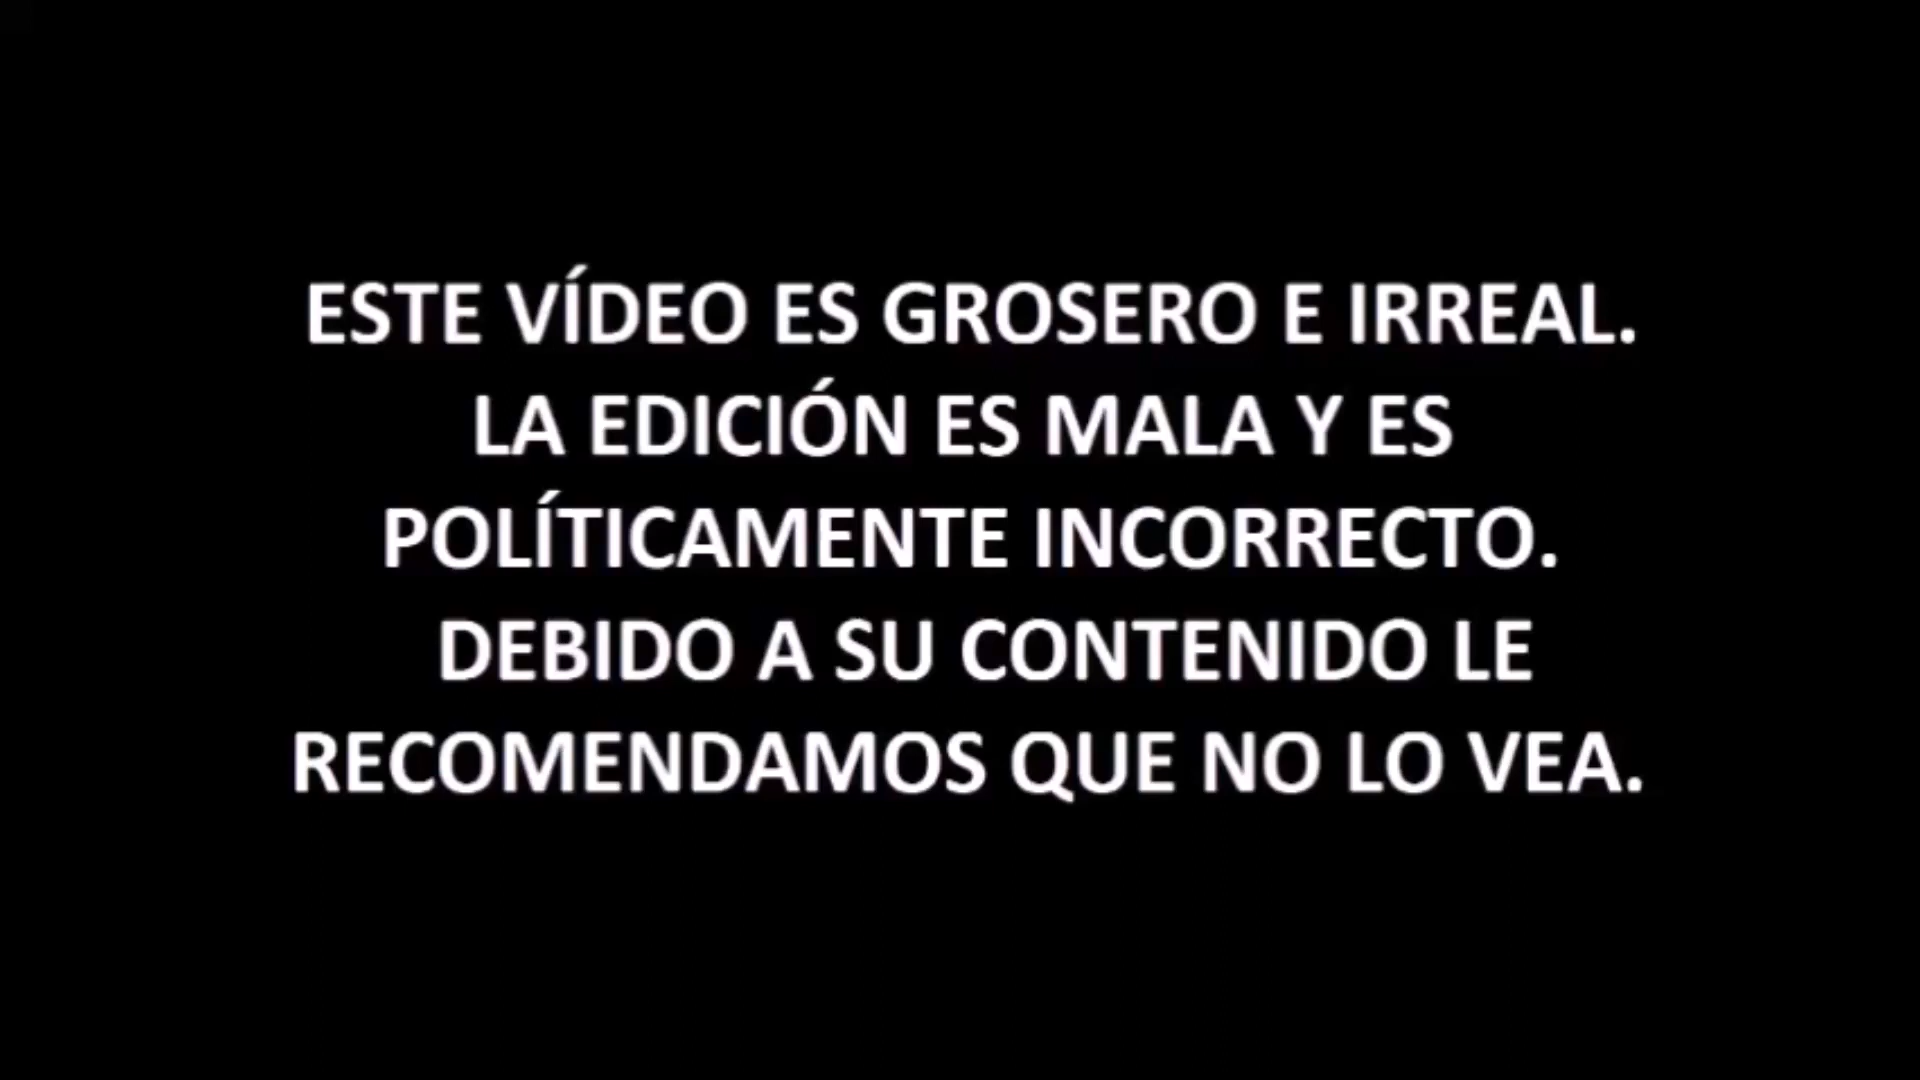 ESTE VÍDEO ES GROSERO E IRREAL.
LA EDICIÓN ES MALA Y ES
POLÍTICAMENTE INCORRECTO.
DEBIDO A SU CONTENIDO LE
RECOMENDAMOS QUE NO LO VEA.